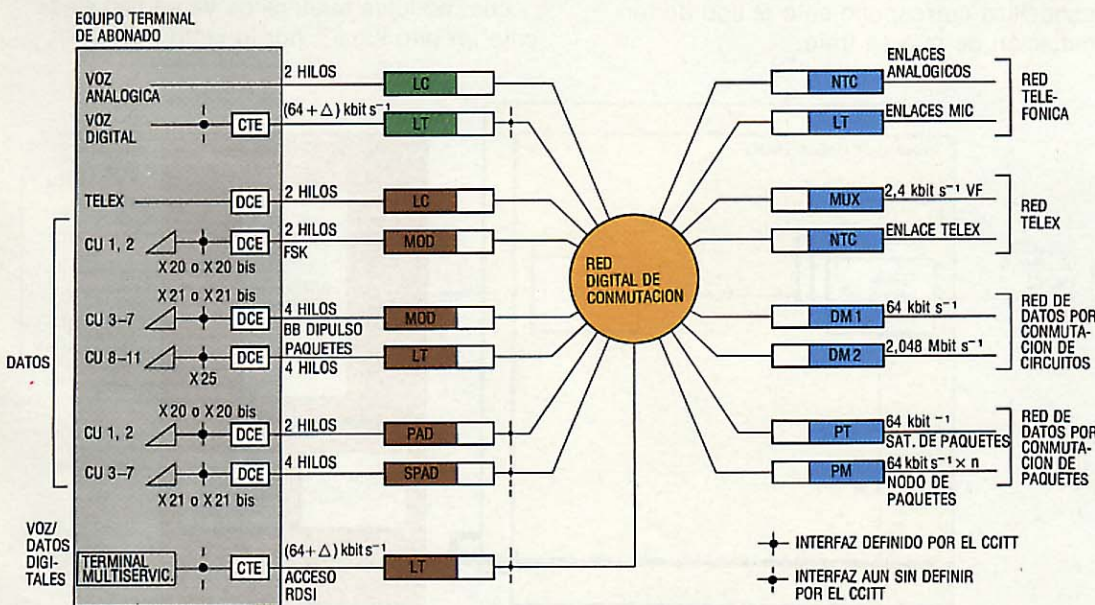 EQUIPO TERMINAL
DE ABONADO
VOZ
ANALOGICA
2 HILOS
LC
VOZ
DIGITAL
CTE
(64+△) kbit s⁻¹
LT
TELEX
DCE
2 HILOS
LC
DATOS
CU 1, 2
DCE
2 HILOS
FSK
MOD
X20 o X20 bis
X21 o X21 bis
CU 3-7
DCE
4 HILOS
BB DIPULSO
MOD
CU 8-11
DCE
PAQUETES
4 HILOS
LT
X25
X20 o X20 bis
CU 1, 2
DCE
2 HILOS
PAD
CU 3-7
DCE
4 HILOS
SPAD
X21 o X21 bis
VOZ/
DATOS
DIGI-
TALES
TERMINAL
MULTISERVIC.
CTE
(64+△) kbit s⁻¹
ACCESO
RDSI
LT
RED
DIGITAL DE
CONMUTACION
NTC
ENLACES
ANALOGICOS
LT
ENLACES MIC
RED
TELE-
FONICA
MUX
2,4 kbit s⁻¹ VF
NTC
ENLACE TELEX
RED
TELEX
DM1
64 kbit s⁻¹
DM2
2,048 Mbit s⁻¹
RED DE
DATOS POR
CONMUTA-
CION DE
CIRCUITOS
PT
64 kbit ⁻¹
SAT. DE PAQUETES
PM
64 kbit s⁻¹ × n
NODO DE
PAQUETES
RED DE
DATOS POR
CONMUTA-
CION DE
PAQUETES
INTERFAZ DEFINIDO POR EL CCITT
INTERFAZ AUN SIN DEFINIR
POR EL CCITT